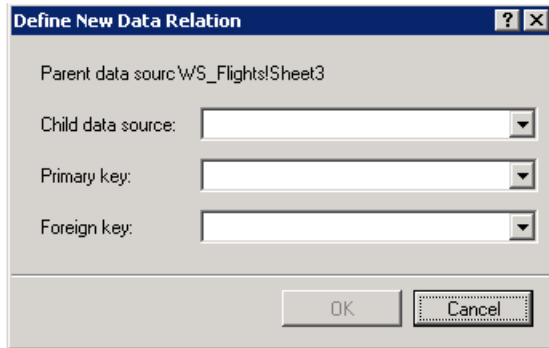 Define New Data Relation
Parent data sourc WS_Flights!Sheet3
Child data source:
Primary key:
Foreign key:
OK Cancel